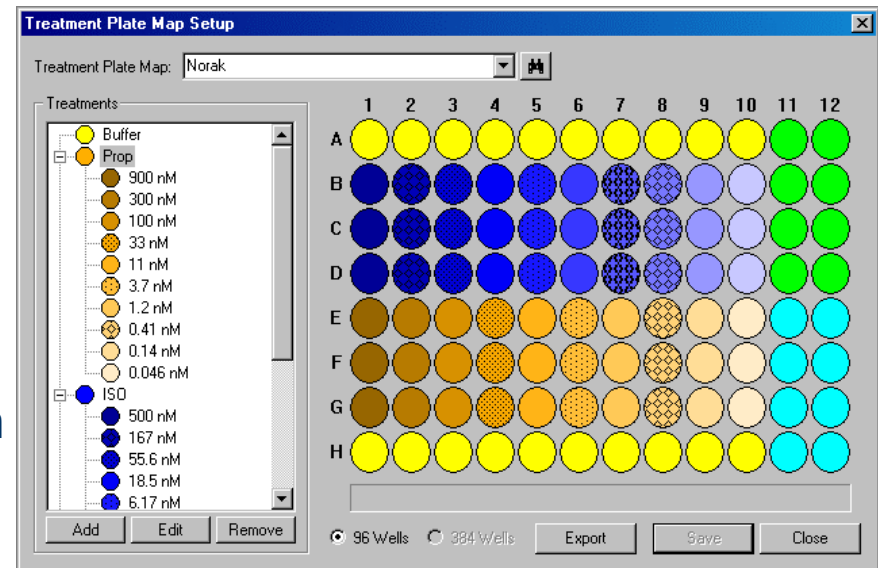 Treatment Plate Map Setup
Treatment Plate Map: Norak
Treatments
Buffer
Prop
900 nM
300 nM
100 nM
33 nM
11 nM
3.7 nM
1.2 nM
0.41 nM
0.14 nM
0.046 nM
ISO
500 nM
167 nM
55.6 nM
18.5 nM
6.17 nM
Add Edit Remove
1 2 3 4 5 6 7 8 9 10 11 12
A
B
C
D
E
F
G
H
96 Wells 384 Wells Export Save Close